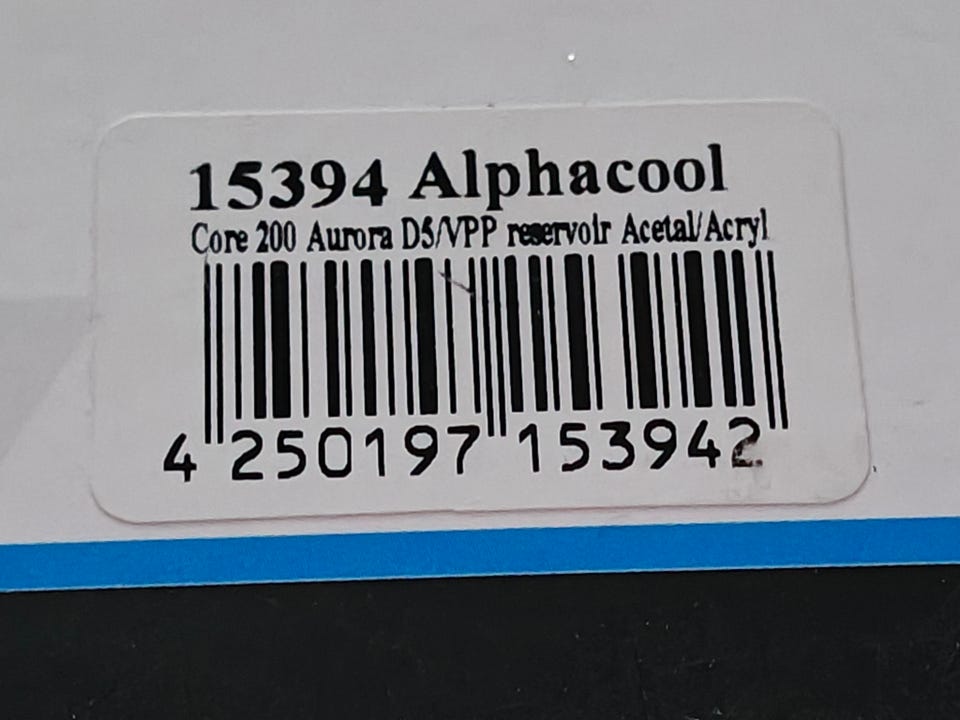 15394 Alphacool
Core 200 Aurora D5/VPP reservoir Acetal/Acryl
4 250197 153942